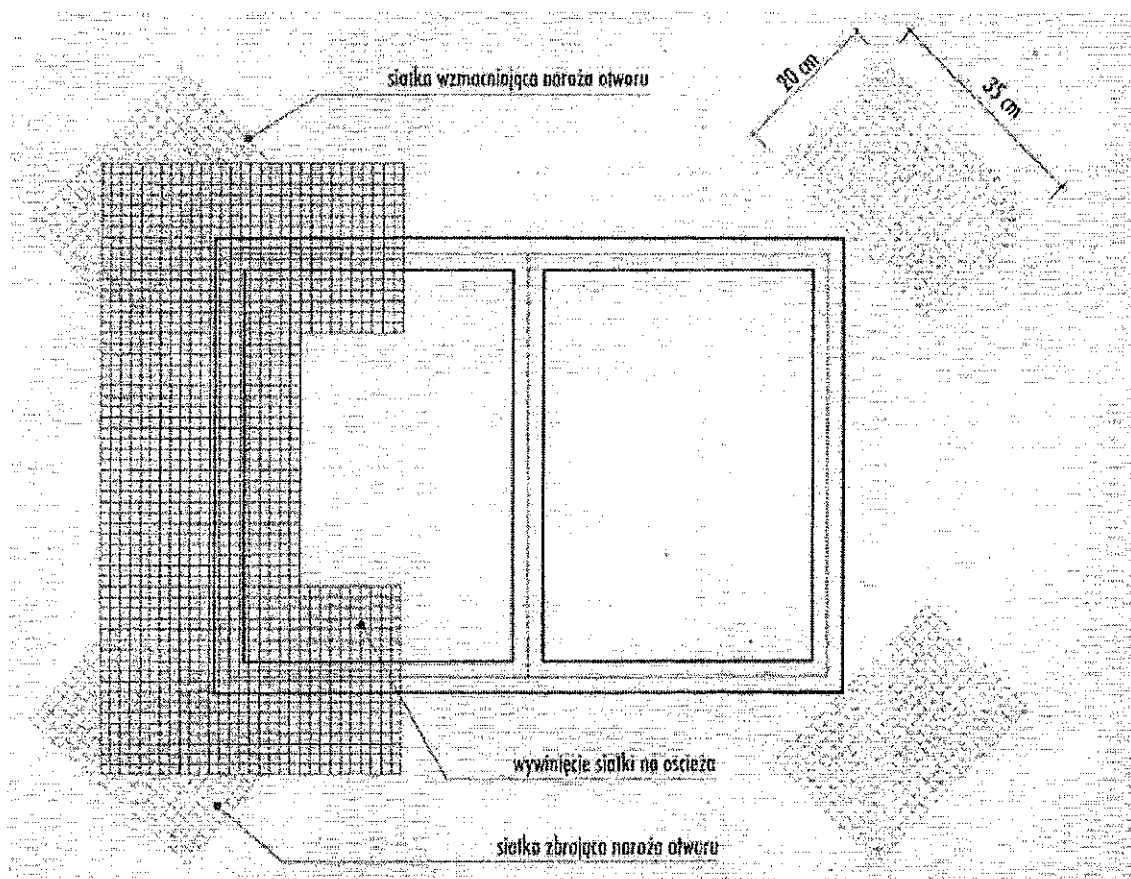 siatka wzmacniająca naroża otworu
20 cm
35 cm
wywinięcie siatki na ościeża
siatka zbrojąca naroża otworu